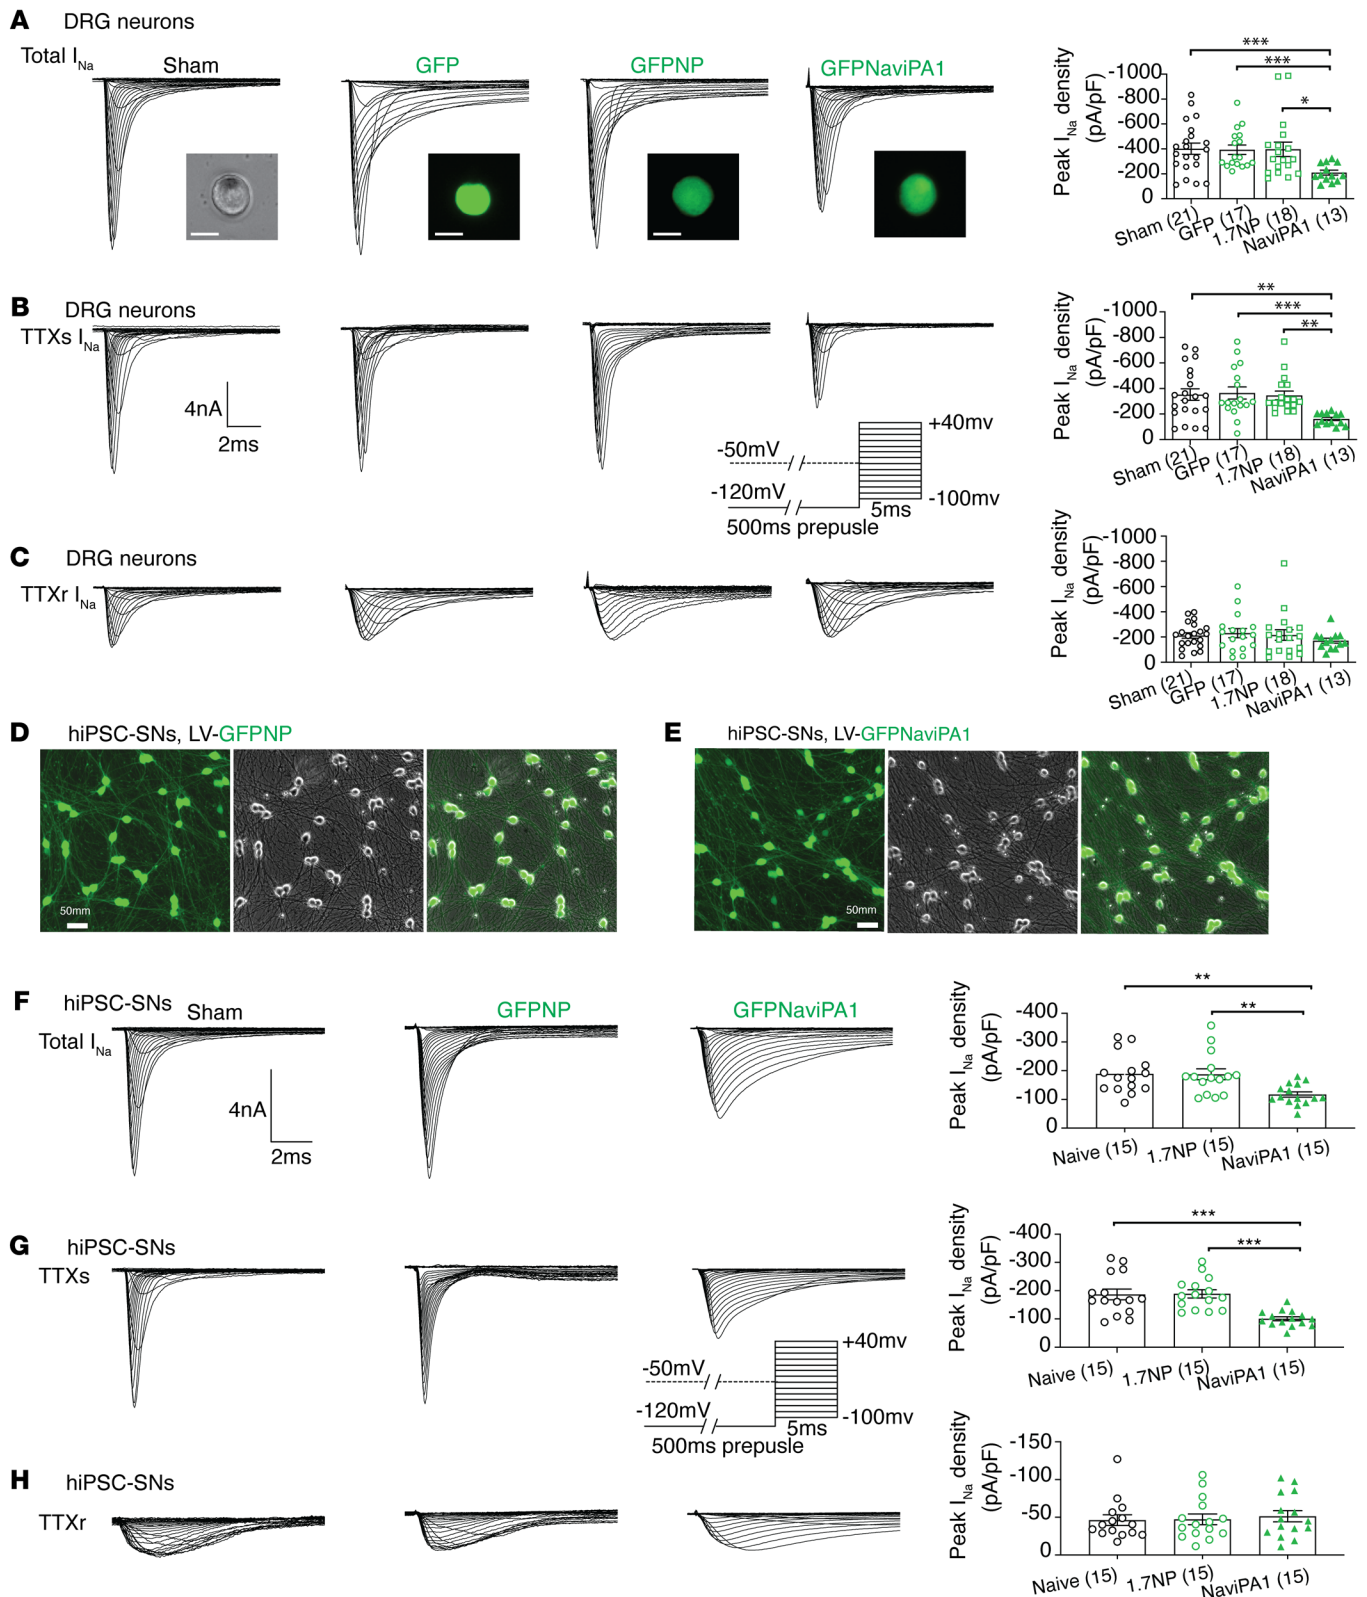 A DRG neurons
Total INa
Sham
GFP
GFPNP
GFPNaviPA1
Peak INa density
(pA/pF)
-1000
-800
-600
-400
-200
0
***
***
*
Sham (21)
GFP (17)
1.7NP (18)
NaviPA1 (13)
B DRG neurons
TTXs INa
4nA
2ms
-50mV
-120mV
+40mv
-100mv
5ms
500ms prepusle
Peak INa density
(pA/pF)
-1000
-800
-600
-400
-200
0
**
***
**
Sham (21)
GFP (17)
1.7NP (18)
NaviPA1 (13)
C DRG neurons
TTXr INa
Peak INa density
(pA/pF)
-1000
-800
-600
-400
-200
0
Sham (21)
GFP (17)
1.7NP (18)
NaviPA1 (13)
D hiPSC-SNs, LV-GFPNP
50mm
E hiPSC-SNs, LV-GFPNaviPA1
50mm
F hiPSC-SNs
Total INa
Sham
GFPNP
GFPNaviPA1
4nA
2ms
Peak INa density
(pA/pF)
-400
-300
-200
-100
0
**
**
Naive (15)
1.7NP (15)
NaviPA1 (15)
G hiPSC-SNs
TTXs
-50mV
-120mV
+40mv
-100mv
5ms
500ms prepusle
Peak INa density
(pA/pF)
-400
-300
-200
-100
0
***
***
Naive (15)
1.7NP (15)
NaviPA1 (15)
H hiPSC-SNs
TTXr
Peak INa density
(pA/pF)
-150
-100
-50
0
Naive (15)
1.7NP (15)
NaviPA1 (15)